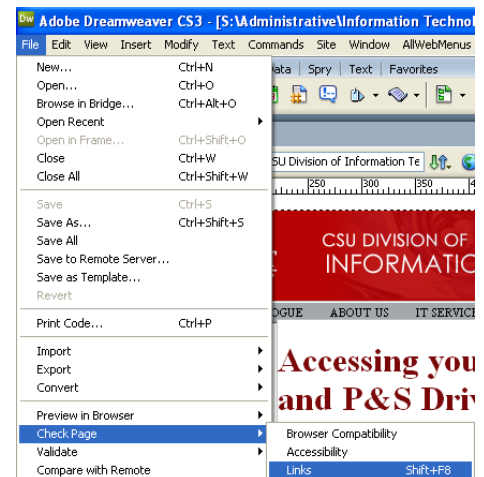 Dw Adobe Dreamweaver CS3 - [S:\Administrative\Information Technol
File Edit View Insert Modify Text Commands Site Window AllWebMenus
New... Ctrl+N
Open... Ctrl+O
Browse in Bridge... Ctrl+Alt+O
Open Recent
Open in Frame... Ctrl+Shift+O
Close Ctrl+W
Close All Ctrl+Shift+W
Save Ctrl+S
Save As... Ctrl+Shift+S
Save All
Save to Remote Server...
Save as Template...
Revert
Print Code... Ctrl+P
Import
Export
Convert
Preview in Browser
Check Page
Validate
Compare with Remote
Browser Compatibility
Accessibility
Links Shift+F8
ata Spry Text Favorites
SU Division of Information Te
250 300 350
CSU DIVISION OF
INFORMATIO
OGUE ABOUT US IT SERVICE
Accessing you
and P&S Driv